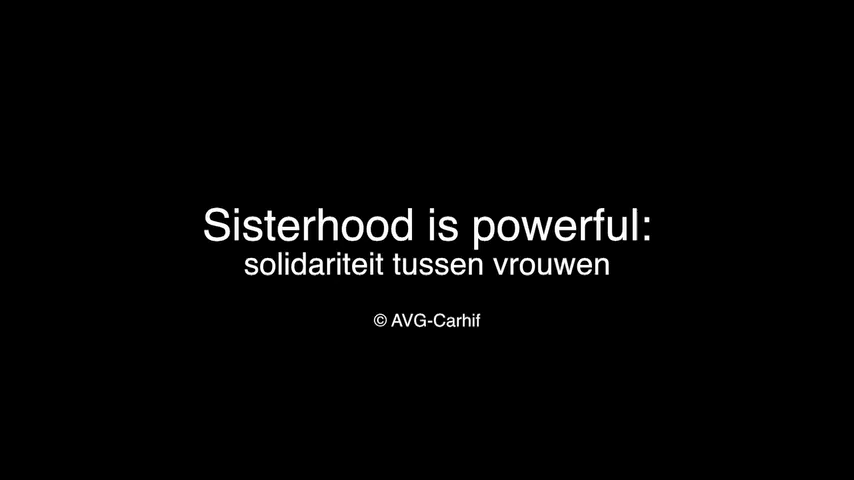 Sisterhood is powerful:
solidariteit tussen vrouwen
© AVG-Carhif